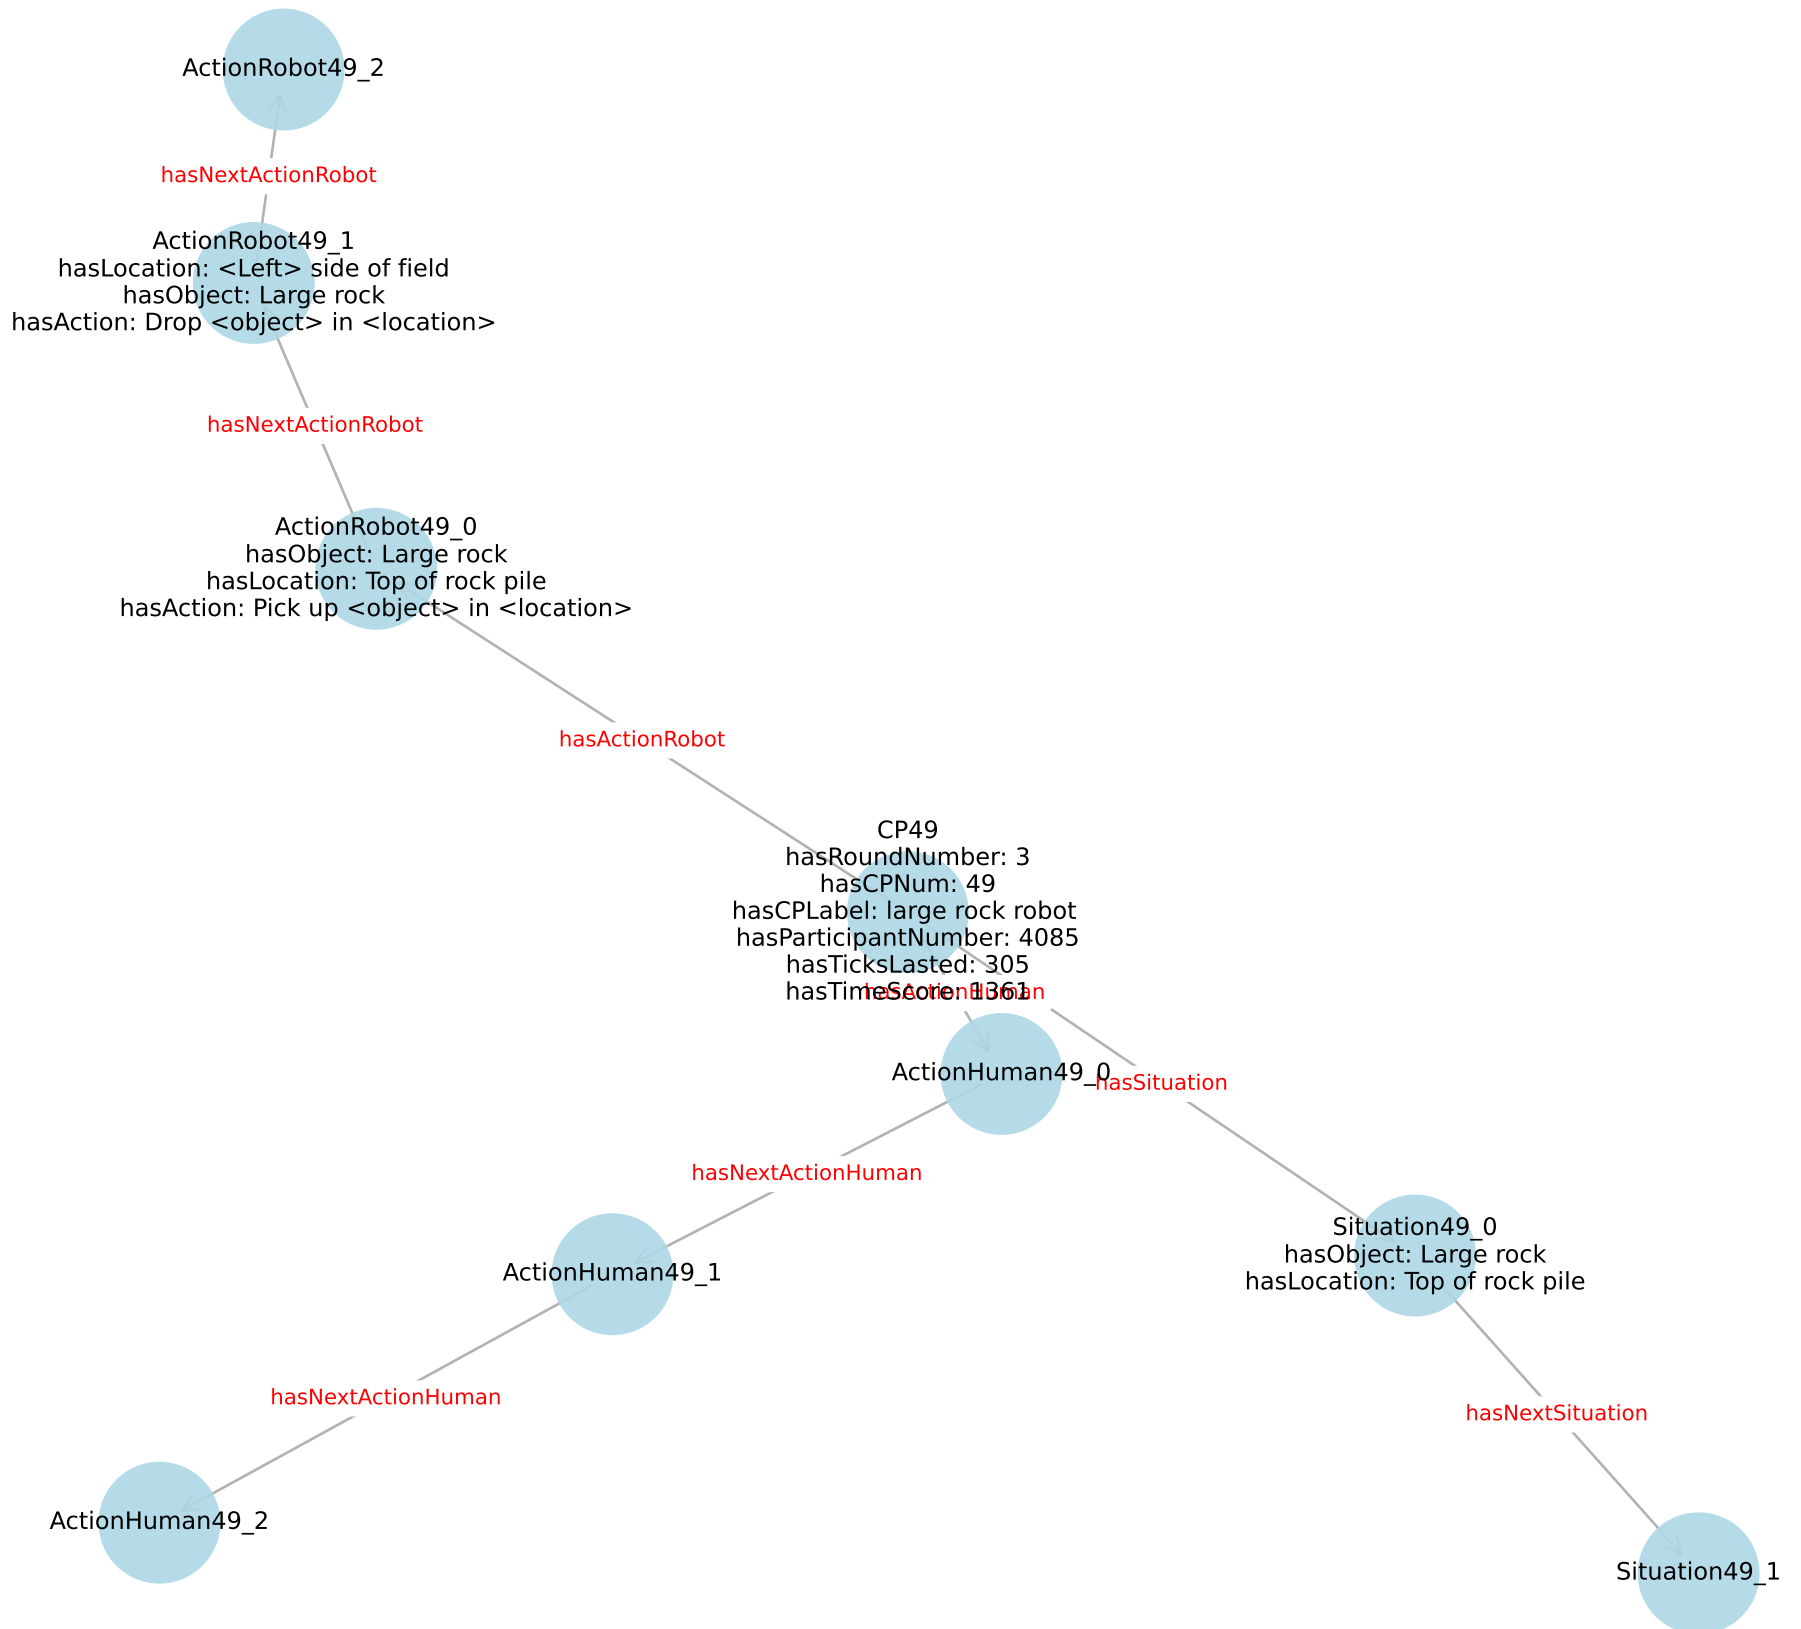 ActionRobot49_2
hasNextActionRobot
ActionRobot49_1
hasLocation: <Left> side of field
hasObject: Large rock
hasAction: Drop <object> in <location>
hasNextActionRobot
ActionRobot49_0
hasObject: Large rock
hasLocation: Top of rock pile
hasAction: Pick up <object> in <location>
hasActionRobot
CP49
hasRoundNumber: 3
hasCPNum: 49
hasCPLabel: large rock robot
hasParticipantNumber: 4085
hasTicksLasted: 305
hasTimeScore: 1361
hasActionHuman
ActionHuman49_0
hasSituation
hasNextActionHuman
ActionHuman49_1
Situation49_0
hasObject: Large rock
hasLocation: Top of rock pile
hasNextActionHuman
hasNextSituation
ActionHuman49_2
Situation49_1